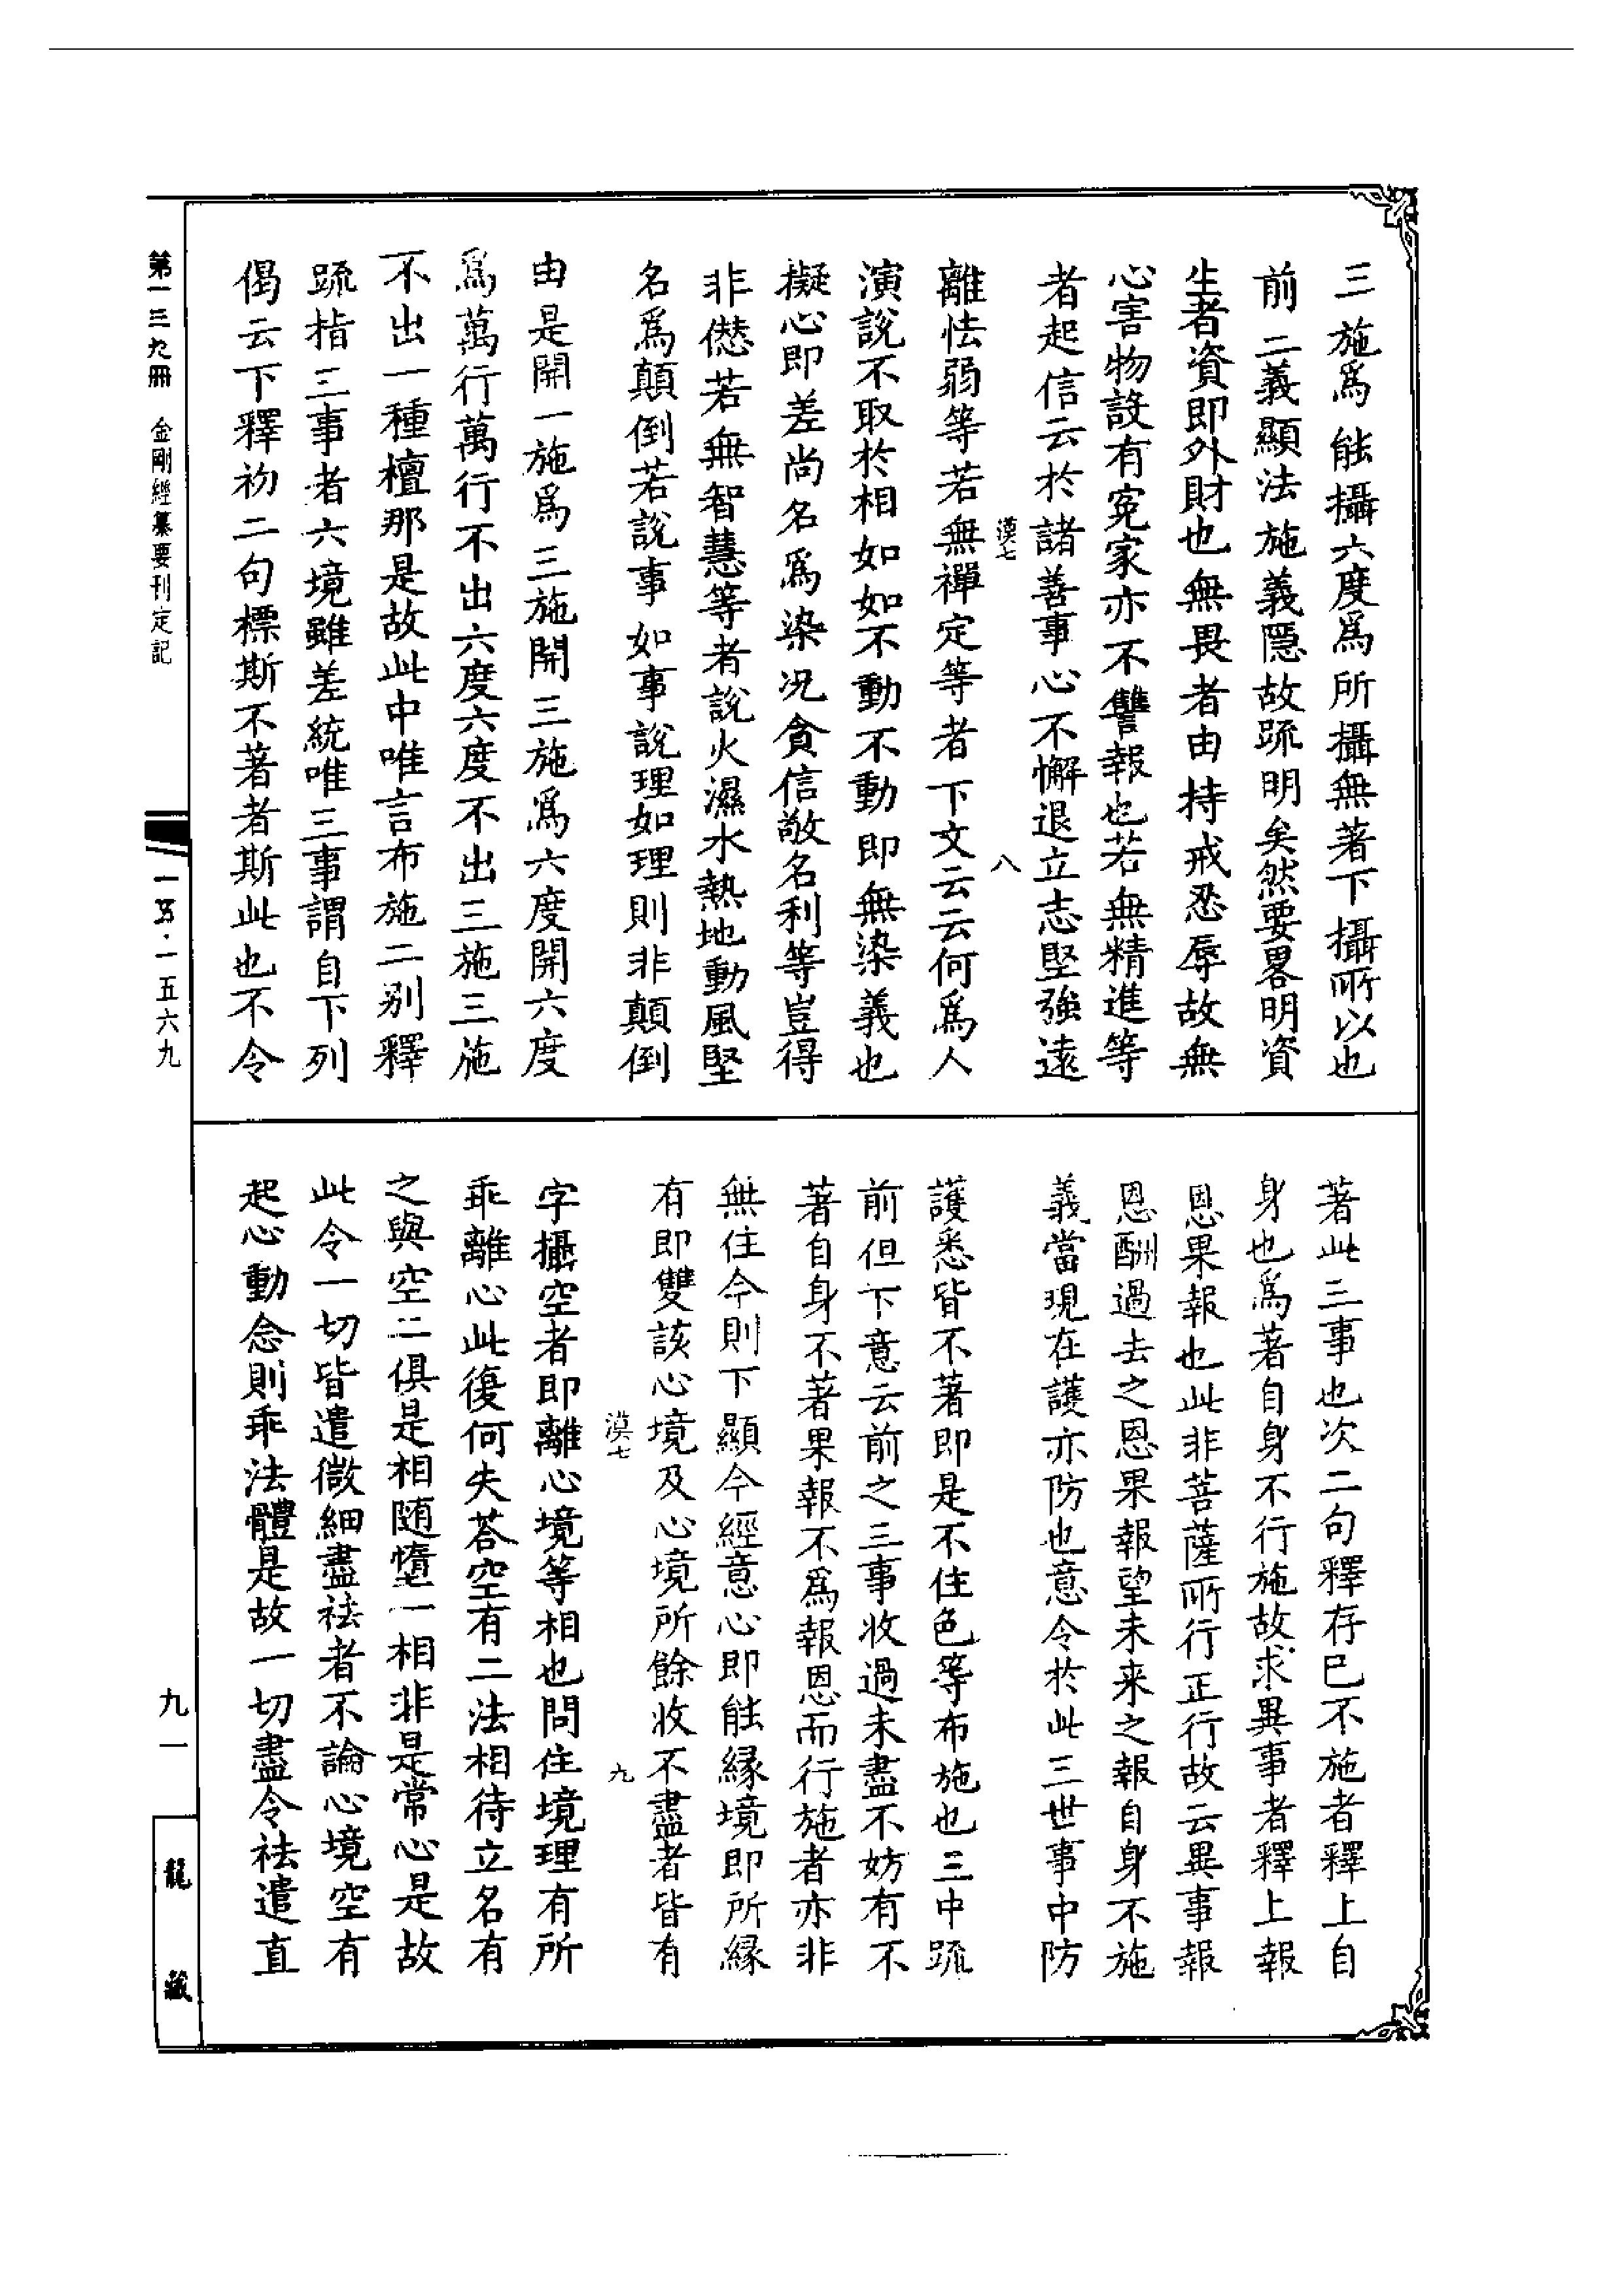 三施爲能攝六度爲所攝無著下攝所以也
前二義顯法施義隱故䟽明矣然要畧明資
生者資即外財也無畏者由持戒忍辱故無
心害物設有寃家亦不讐報也若無精進等
者起信云於諸善事心不懈退立志堅強遠
漠七 八
離怯弱等若無禪定等者下文云云何爲人
演說不取於相如如不動不動即無染義也
擬心即差尚名爲染况貪信敬名利等豈得
非愆若無智慧等者說火濕水熱地動風堅
名爲顛倒若說事如事說理如理則非顛倒
由是開一施爲三施開三施爲六度開六度
爲萬行萬行不出六度六度不出三施三施
不出一種檀那是故此中唯言布施二別釋
䟽指三事者六境雖差統唯三事謂自下列
偈云下釋初二句標斯不著者斯此也不令
著此三事也次二句釋存巳不施者釋上自
身也爲著自身不行施故求異事者釋上報
恩果報也此非菩薩所行正行故云異事報
恩酬過去之恩果報望未来之報自身不施
義當現在護亦防也意令於此三世事中防
護悉皆不著即是不住色等布施也三中䟽
前但下意云前之三事收過未盡不妨有不
著自身不著果報不爲報恩而行施者亦非
無住今則下顯今經意心即能緣境即所緣
有即雙該心境及心境所餘收不盡者皆有
漠七 九
字攝空者即離心境等相也問住境理有所
乖離心此復何失荅空有二法相待立名有
之與空二俱是相隨墮一相非是常心是故
此令一切皆遣微細盡袪者不論心境空有
起心動念則乖法體是故一切盡令袪遣直
第一三九冊 金剛經纂要刊定記
一五·一五六九
九一
龍藏